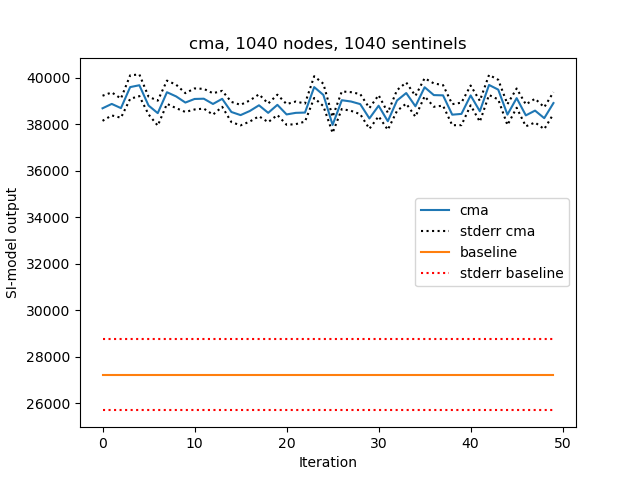 cma, 1040 nodes, 1040 sentinels
40000
38000
36000
34000
32000
30000
28000
26000
SI-model output
cma
stderr cma
baseline
stderr baseline
0 10 20 30 40 50
Iteration